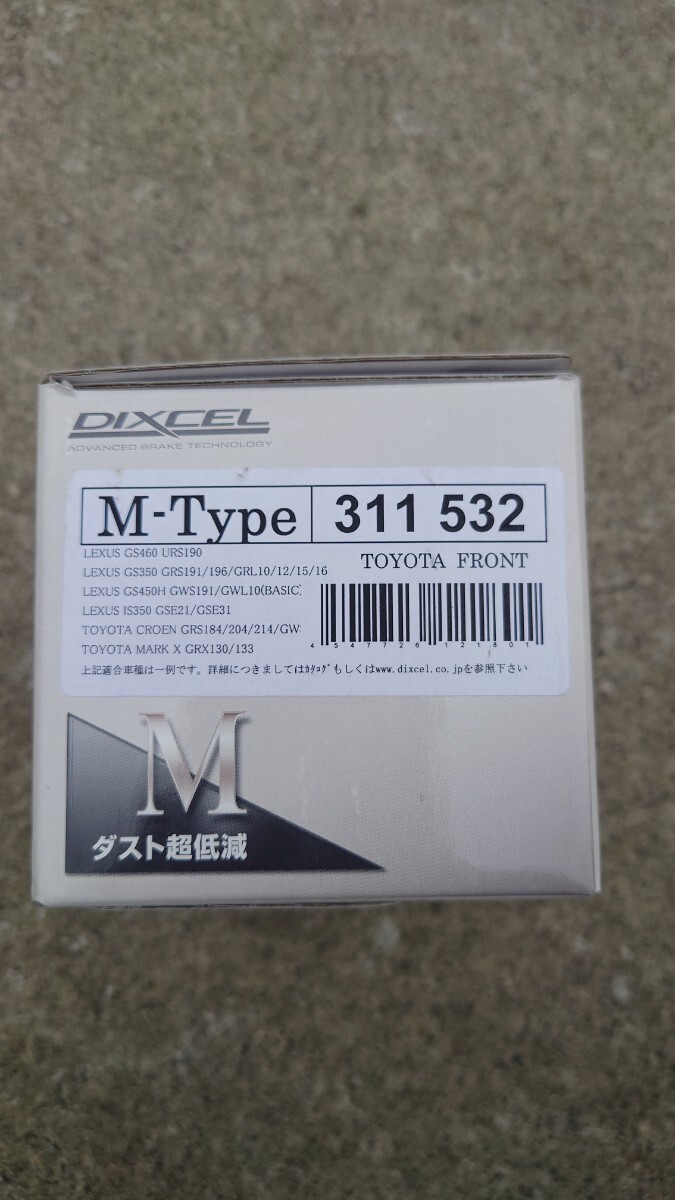 DIXCEL
ADVANCED BRAKE TECHNOLOGY
M-Type 311 532
LEXUS GS460 URS190
TOYOTA FRONT
LEXUS GS350 GRS191/196/GRL10/12/15/16
LEXUS GS450H GWS191/GWL10(BASIC)
LEXUS IS350 GSE21/GSE31
TOYOTA CROEN GRS184/204/214/GWS
TOYOTA MARK X GRX130/133
4547726121801
上記適合車種は一例です。詳細につきましてはｶﾀﾛｸﾞもしくはwww.dixcel.co.jpを参照下さい
M
ダスト超低減